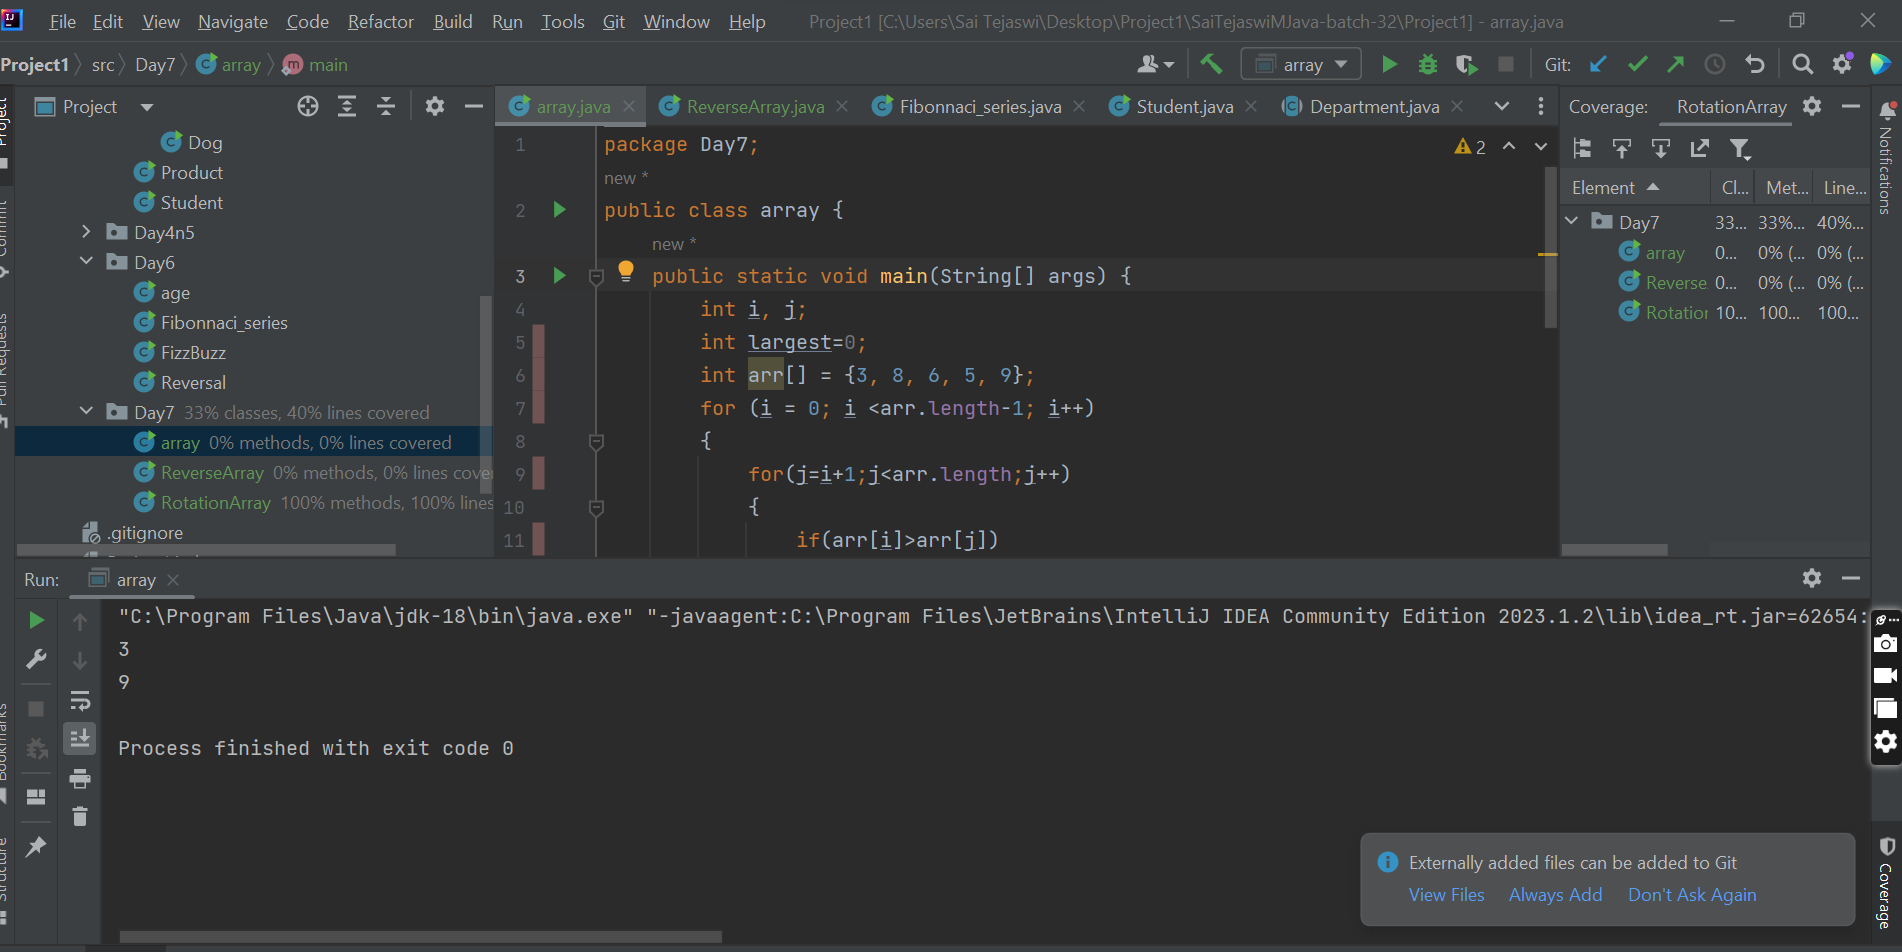 File Edit View Navigate Code Refactor Build Run Tools Git Window Help Project1 [C:\Users\Sai Tejaswi\Desktop\Project1\SaiTejaswiMJava-batch-32\Project1] - array.java
Project1 src Day7 array main
array Git:
Project
array.java ReverseArray.java Fibonnaci_series.java Student.java Department.java
Coverage: RotationArray
Dog
Product
Student
Day4n5
Day6
age
Fibonnaci_series
FizzBuzz
Reversal
Day7 33% classes, 40% lines covered
array 0% methods, 0% lines covered
ReverseArray 0% methods, 0% lines cove
RotationArray 100% methods, 100% lines
.gitignore
1 package Day7;
new *
2 public class array {
new *
3 public static void main(String[] args) {
4 int i, j;
5 int largest=0;
6 int arr[] = {3, 8, 6, 5, 9};
7 for (i = 0; i <arr.length-1; i++)
8 {
9 for(j=i+1;j<arr.length;j++)
10 {
11 if(arr[i]>arr[j])
2
Element Cl... Met... Line...
Day7 33... 33%... 40%...
array 0... 0% (... 0% (...
Reverse 0... 0% (... 0% (...
Rotation 10... 100... 100...
Notifications
Project
Commit
Pull Requests
Bookmarks
Structure
Run: array
"C:\Program Files\Java\jdk-18\bin\java.exe" "-javaagent:C:\Program Files\JetBrains\IntelliJ IDEA Community Edition 2023.1.2\lib\idea_rt.jar=62654:
3
9
Process finished with exit code 0
Externally added files can be added to Git
View Files Always Add Don't Ask Again
Coverage